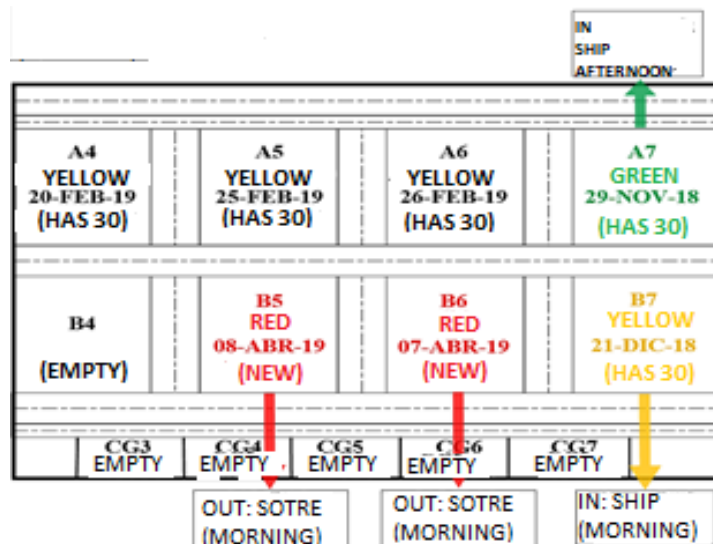 IN
SHIP
AFTERNOON
A4
YELLOW
20-FEB-19
(HAS 30)
A5
YELLOW
25-FEB-19
(HAS 30)
A6
YELLOW
26-FEB-19
(HAS 30)
A7
GREEN
29-NOV-18
(HAS 30)
B4
(EMPTY)
B5
RED
08-ABR-19
(NEW)
B6
RED
07-ABR-19
(NEW)
B7
YELLOW
21-DIC-18
(HAS 30)
CG3
EMPTY
CG4
EMPTY
CG5
EMPTY
CG6
EMPTY
CG7
EMPTY
OUT: SOTRE
(MORNING)
OUT: SOTRE
(MORNING)
IN: SHIP
(MORNING)